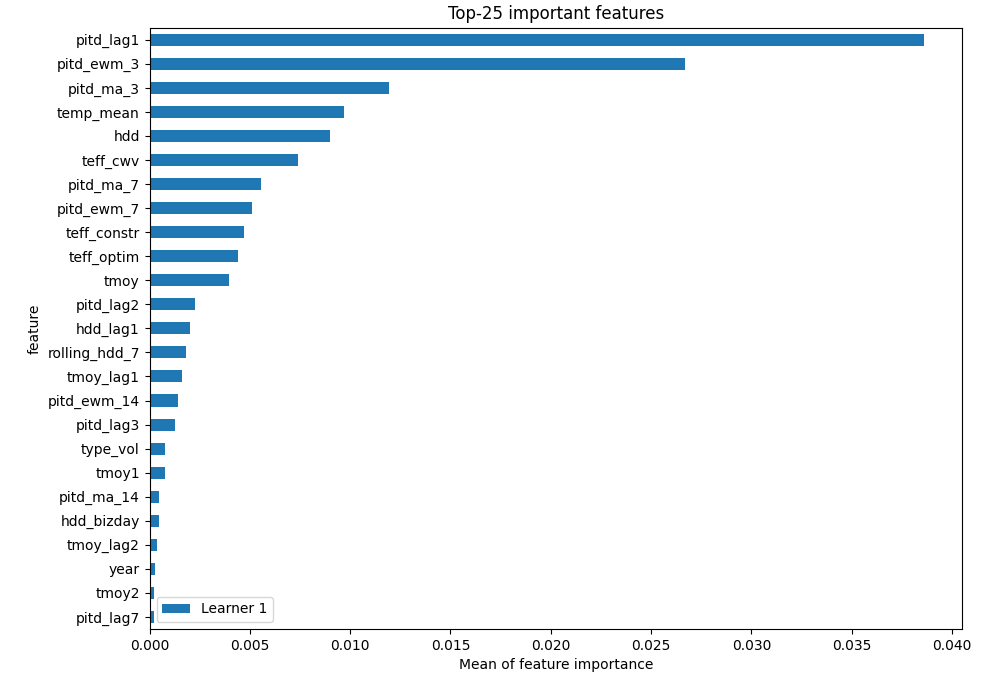 Top-25 important features
pitd_lag1
pitd_ewm_3
pitd_ma_3
temp_mean
hdd
teff_cwv
pitd_ma_7
pitd_ewm_7
teff_constr
teff_optim
tmoy
pitd_lag2
hdd_lag1
rolling_hdd_7
tmoy_lag1
pitd_ewm_14
pitd_lag3
type_vol
tmoy1
pitd_ma_14
hdd_bizday
tmoy_lag2
year
tmoy2
pitd_lag7
feature
Learner 1
0.000 0.005 0.010 0.015 0.020 0.025 0.030 0.035 0.040
Mean of feature importance